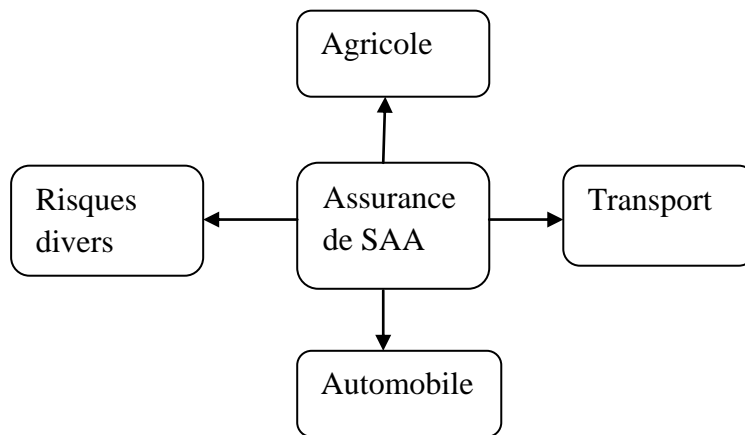 Agricole
Risques
divers
Assurance
de SAA
Transport
Automobile